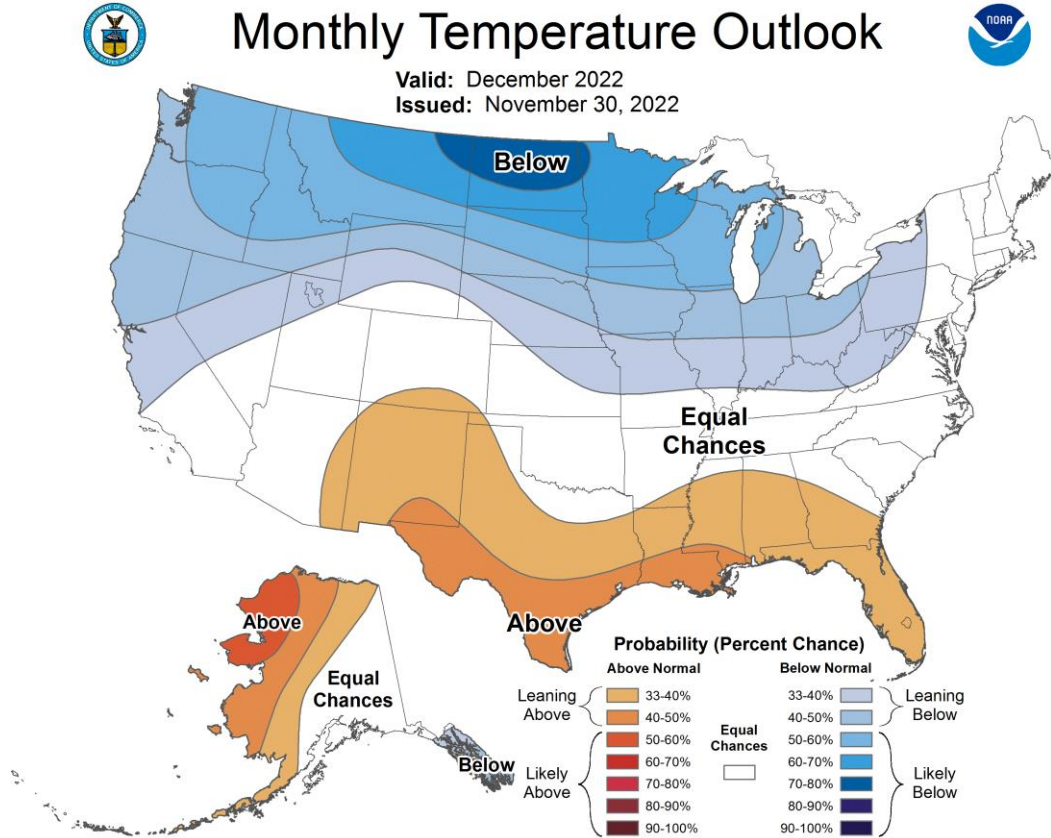 Monthly Temperature Outlook
NOAA
Valid: December 2022
Issued: November 30, 2022
Below
Equal
Chances
Above
Above
Equal
Chances
Below
Probability (Percent Chance)
Above Normal
Below Normal
Leaning
Above
33-40%
40-50%
50-60%
60-70%
70-80%
80-90%
90-100%
Likely
Above
Equal
Chances
33-40%
40-50%
50-60%
60-70%
70-80%
80-90%
90-100%
Leaning
Below
Likely
Below